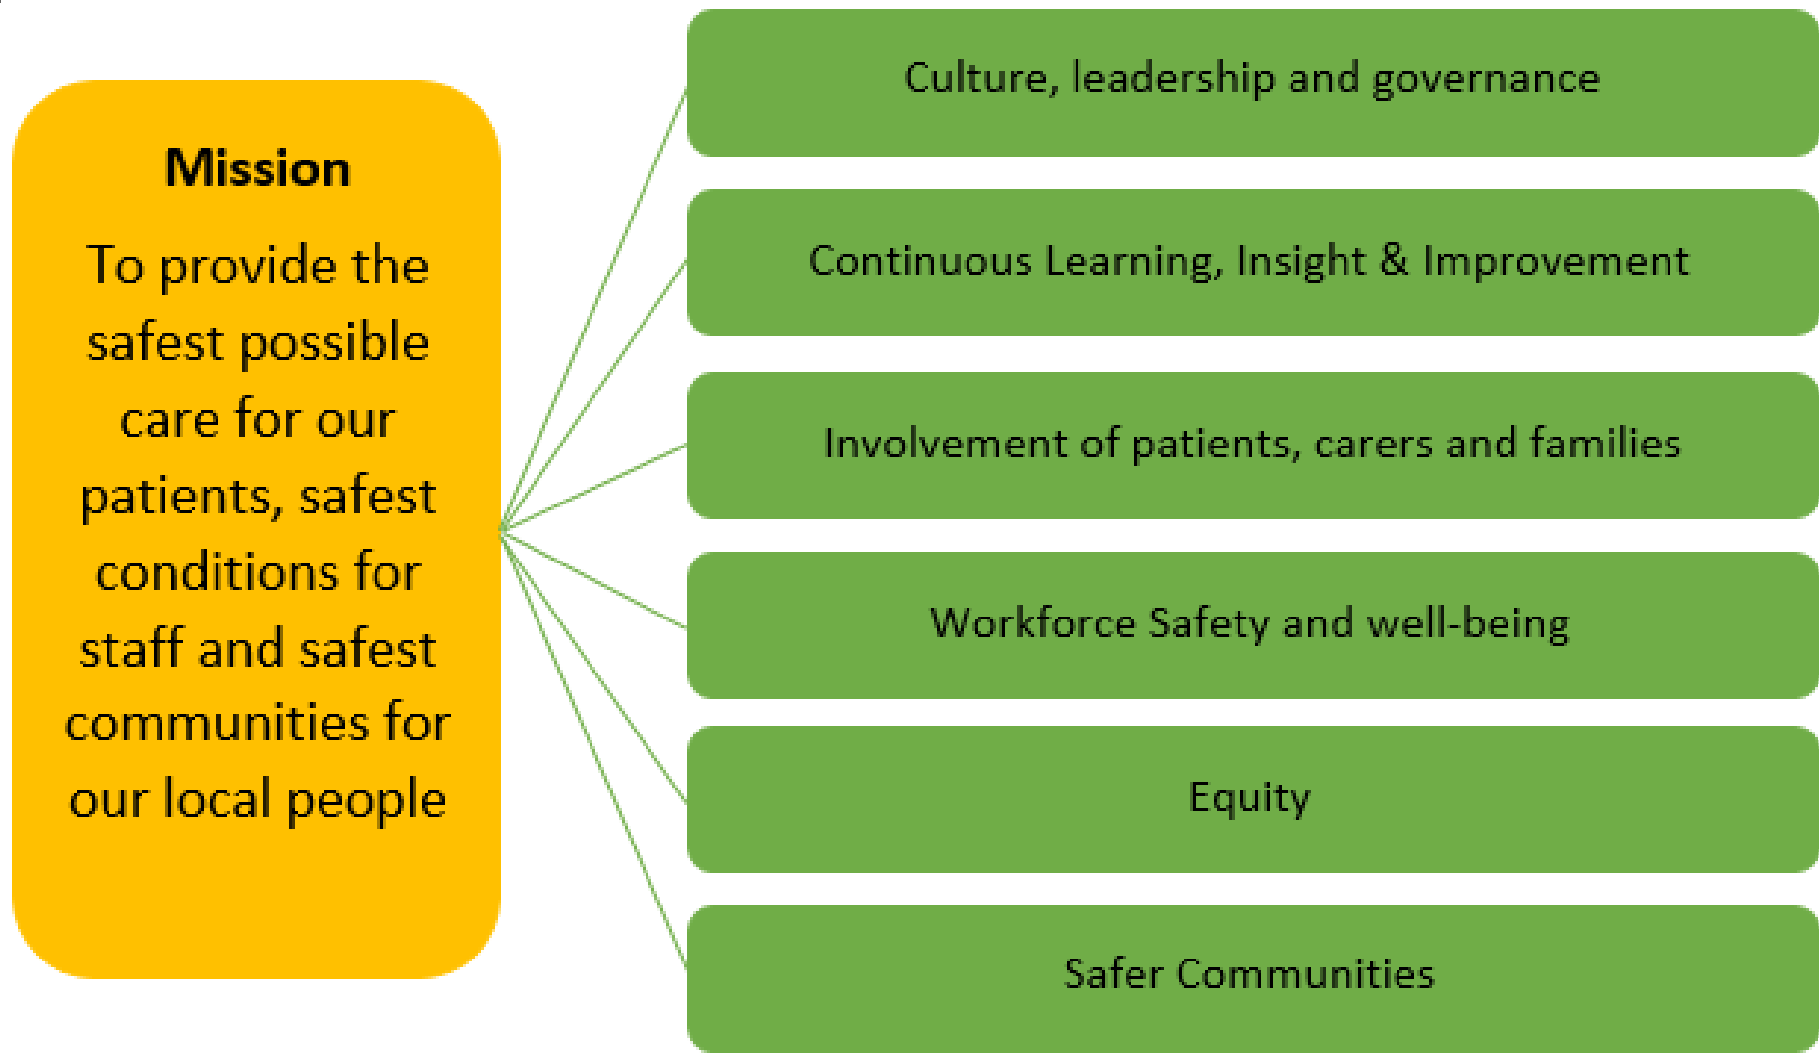 Mission
To provide the
safest possible
care for our
patients, safest
conditions for
staff and safest
communities for
our local people
Culture, leadership and governance
Continuous Learning, Insight & Improvement
Involvement of patients, carers and families
Workforce Safety and well-being
Equity
Safer Communities